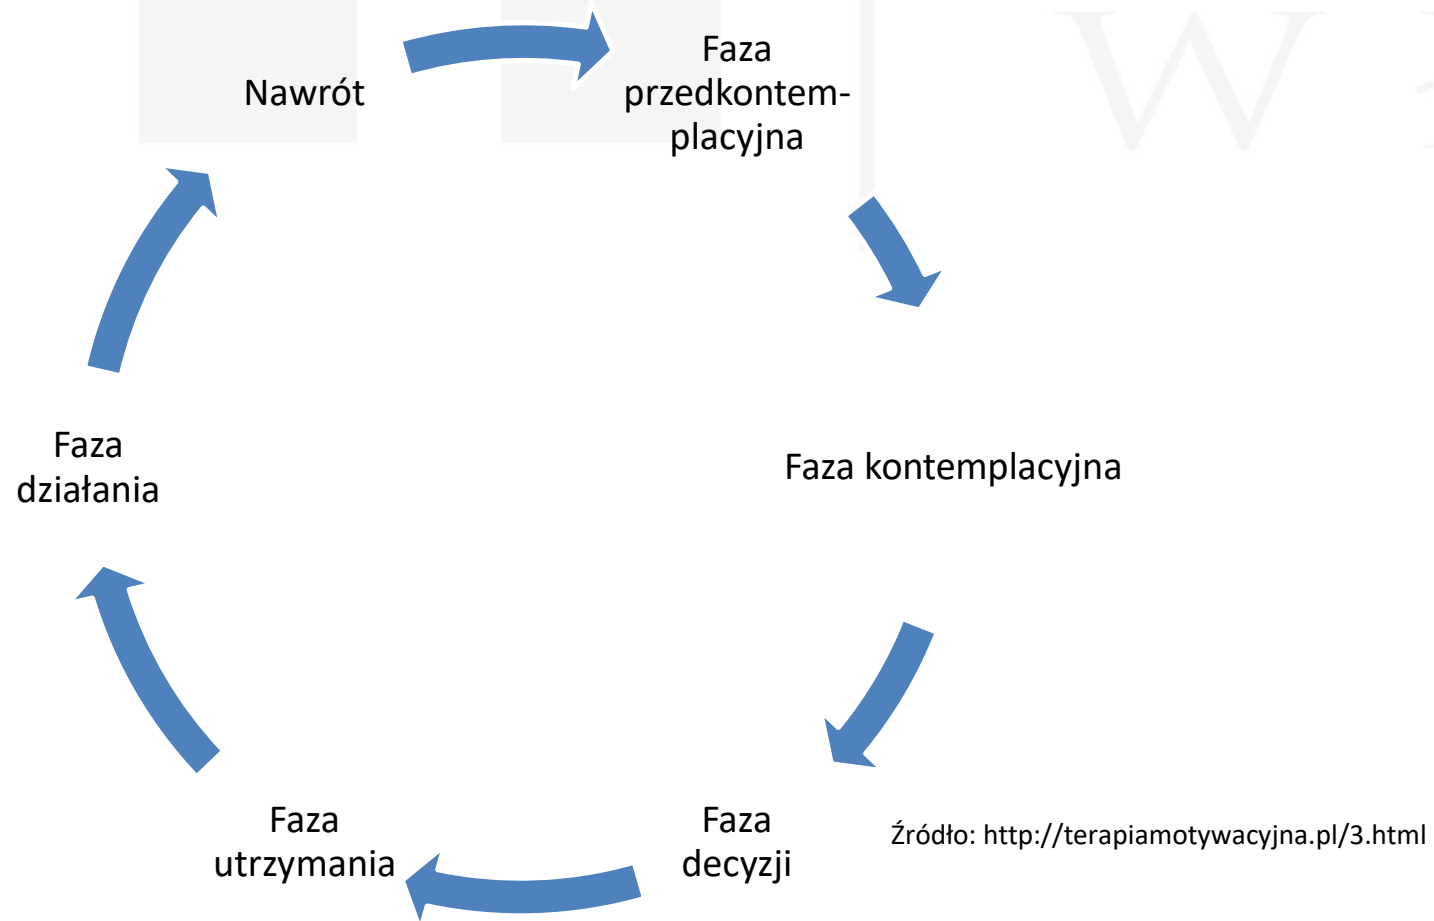 Nawrót
Faza
przedkontem-
placyjna
Faza kontemplacyjna
Faza
decyzji
Faza
utrzymania
Faza
działania
Źródło: http://terapiamotywacyjna.pl/3.html
W